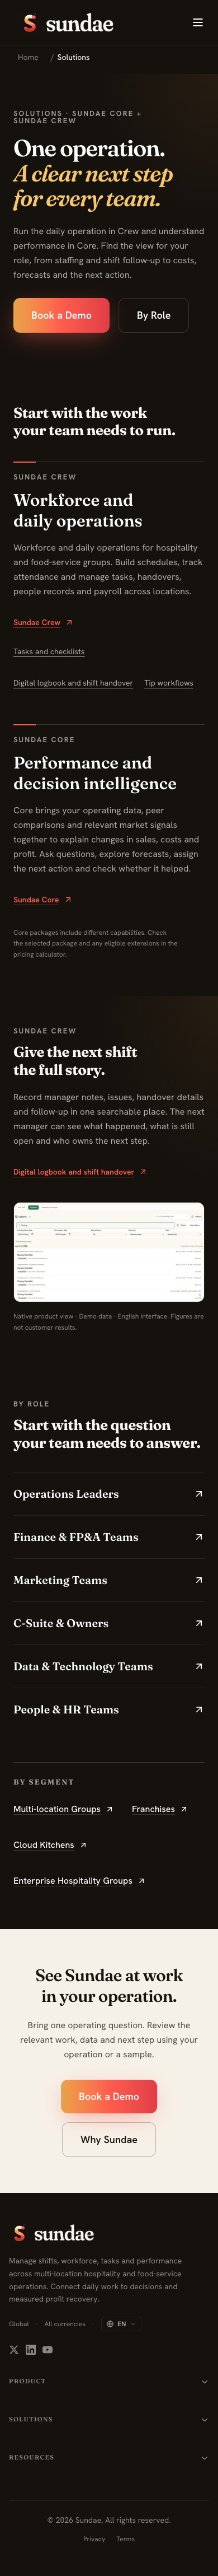 sundae
Home / Solutions
SOLUTIONS · SUNDAE CORE +
SUNDAE CREW
One operation.
A clear next step
for every team.
Run the daily operation in Crew and understand
performance in Core. Find the view for your
role, from staffing and shift follow-up to costs,
forecasts and the next action.
Book a Demo
By Role
Start with the work
your team needs to run.
SUNDAE CREW
Workforce and
daily operations
Workforce and daily operations for hospitality
and food-service groups. Build schedules, track
attendance and manage tasks, handovers,
people records and payroll across locations.
Sundae Crew
Tasks and checklists
Digital logbook and shift handover Tip workflows
SUNDAE CORE
Performance and
decision intelligence
Core brings your operating data, peer
comparisons and relevant market signals
together to explain changes in sales, costs and
profit. Ask questions, explore forecasts, assign
the next action and check whether it helped.
Sundae Core
Core packages include different capabilities. Check
the selected package and any eligible extensions in the
pricing calculator.
SUNDAE CREW
Give the next shift
the full story.
Record manager notes, issues, handover details
and follow-up in one searchable place. The next
manager can see what happened, what is still
open and who owns the next step.
Digital logbook and shift handover
Native product view · Demo data · English interface. Figures are
not customer results.
BY ROLE
Start with the question
your team needs to answer.
Operations Leaders
Finance & FP&A Teams
Marketing Teams
C-Suite & Owners
Data & Technology Teams
People & HR Teams
BY SEGMENT
Multi-location Groups
Franchises
Cloud Kitchens
Enterprise Hospitality Groups
See Sundae at work
in your operation.
Bring one operating question. Review the
relevant work, data and next step using your
operation or a sample.
Book a Demo
Why Sundae
sundae
Manage shifts, workforce, tasks and performance
across multi-location hospitality and food-service
operations. Connect daily work to decisions and
measured profit recovery.
Global · All currencies
EN
PRODUCT
SOLUTIONS
RESOURCES
© 2026 Sundae. All rights reserved.
Privacy Terms